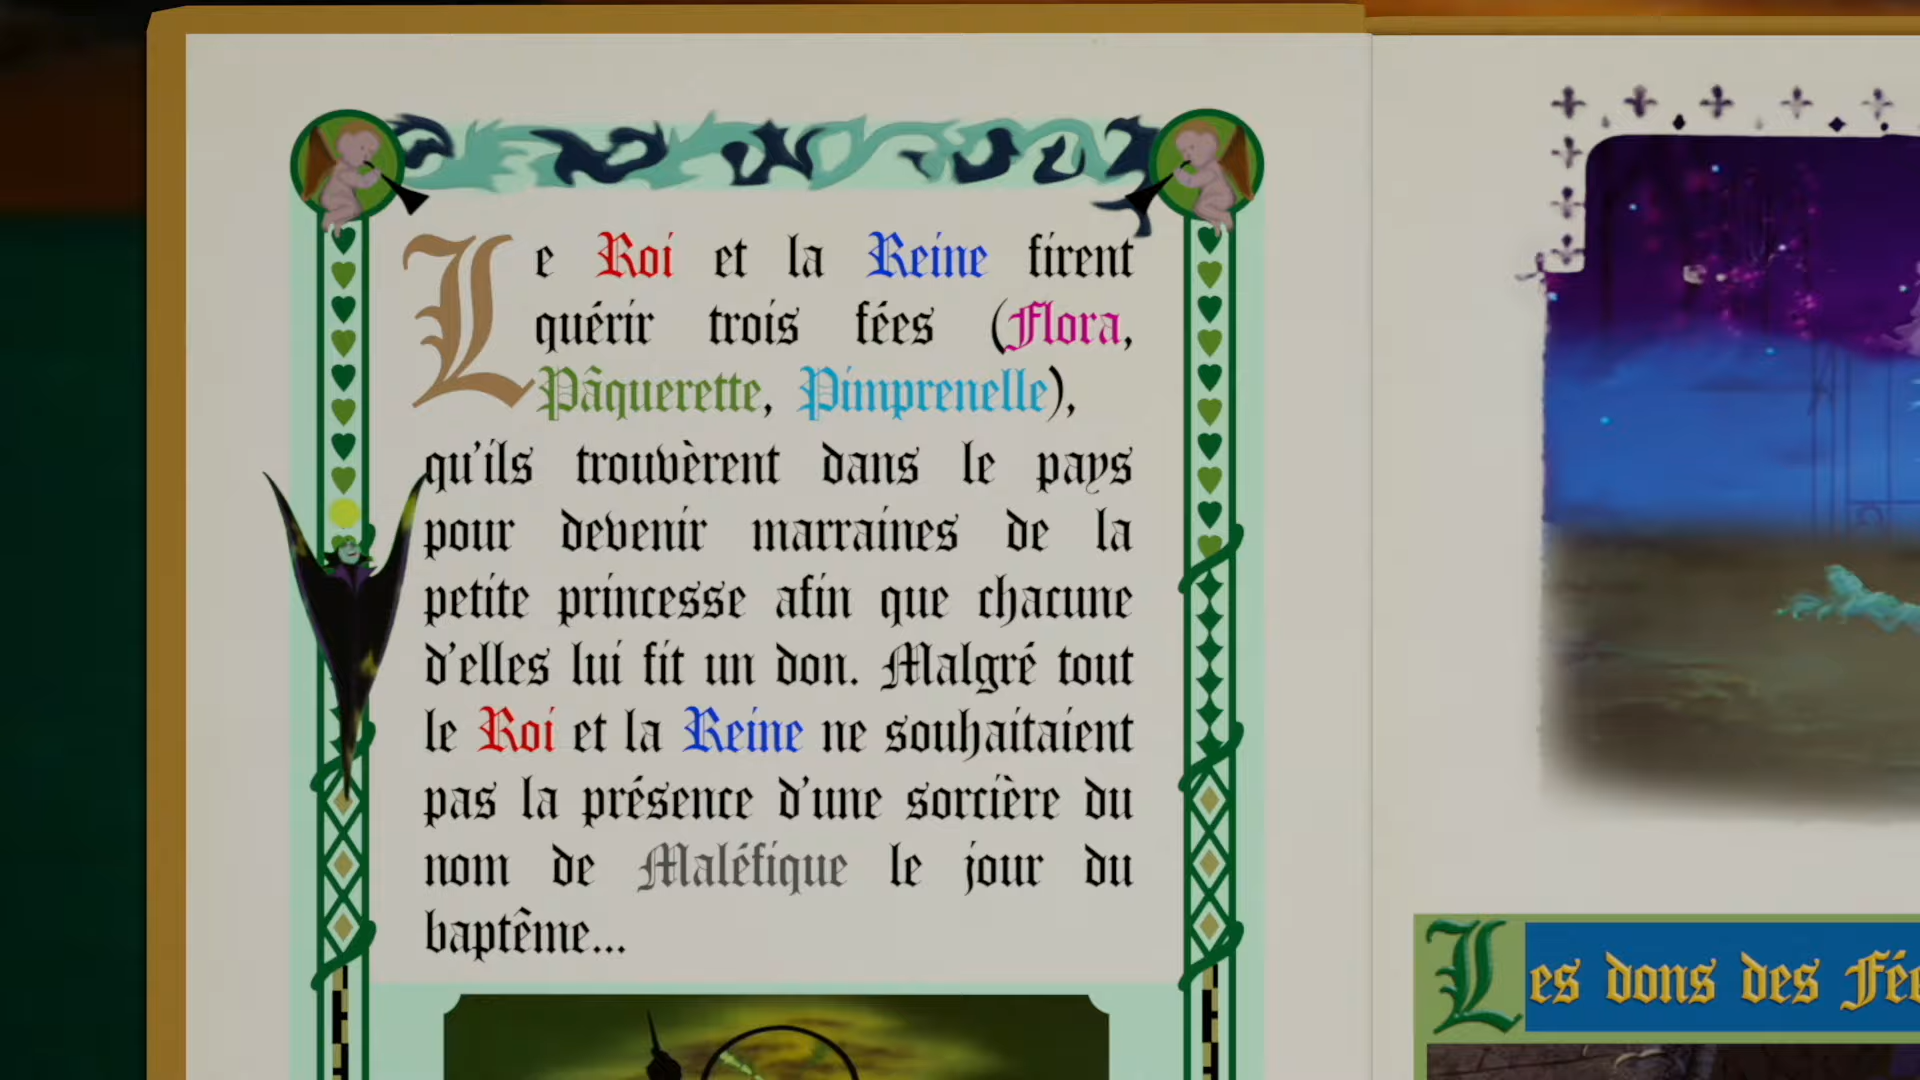 Le Roi et la Reine firent
quérir trois fées (Flora,
Pâquerette, Pimprenelle),
qu'ils trouvèrent dans le pays
pour devenir marraines de la
petite princesse afin que chacune
d'elles lui fit un don. Malgré tout
le Roi et la Reine ne souhaitaient
pas la présence d'une sorcière du
nom de Maléfique le jour du
baptême...
Les dons des Fée